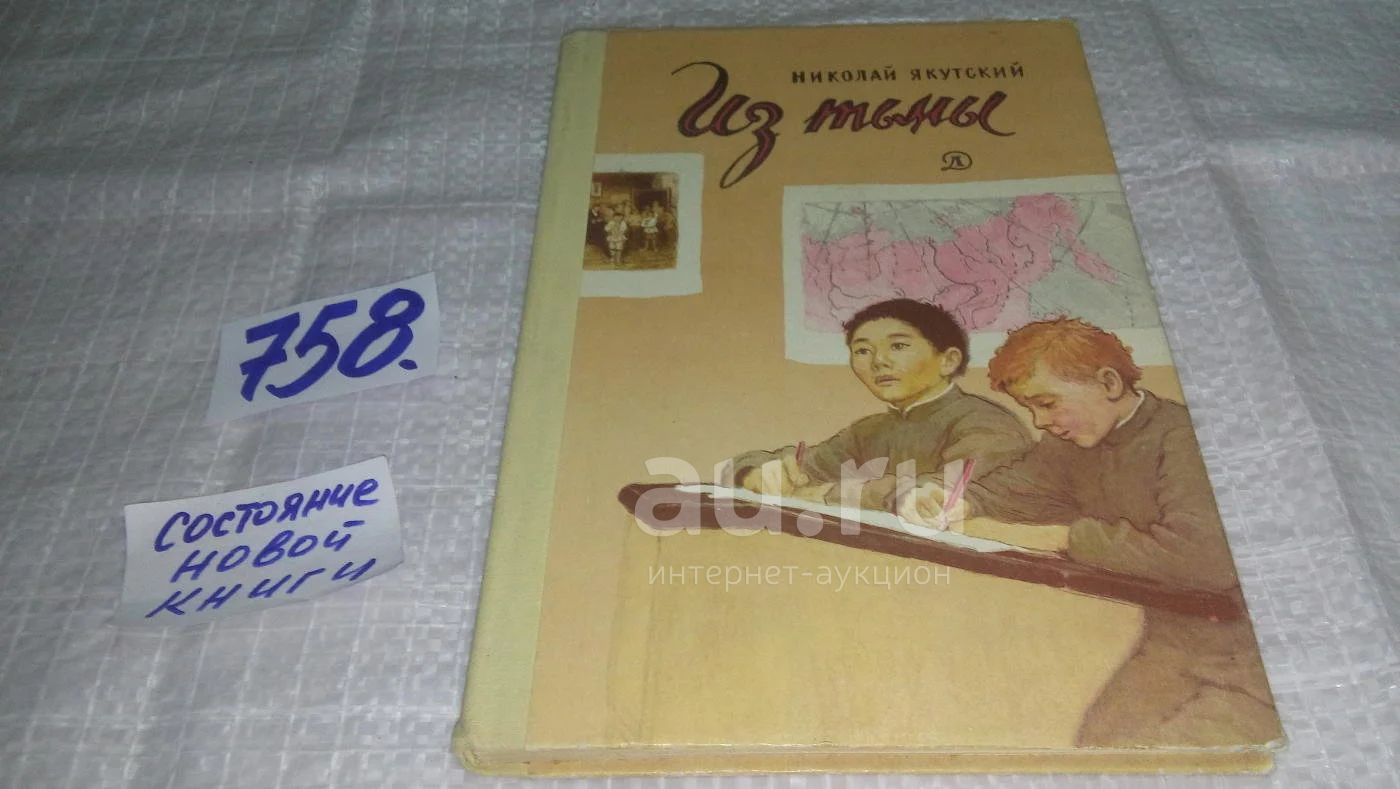 НИКОЛАЙ ЯКУТСКИЙ
Из тьмы
Д
758.
СОСТОЯНИЕ
НОВОЙ
КНИГИ
au.ru
интернет-аукцион